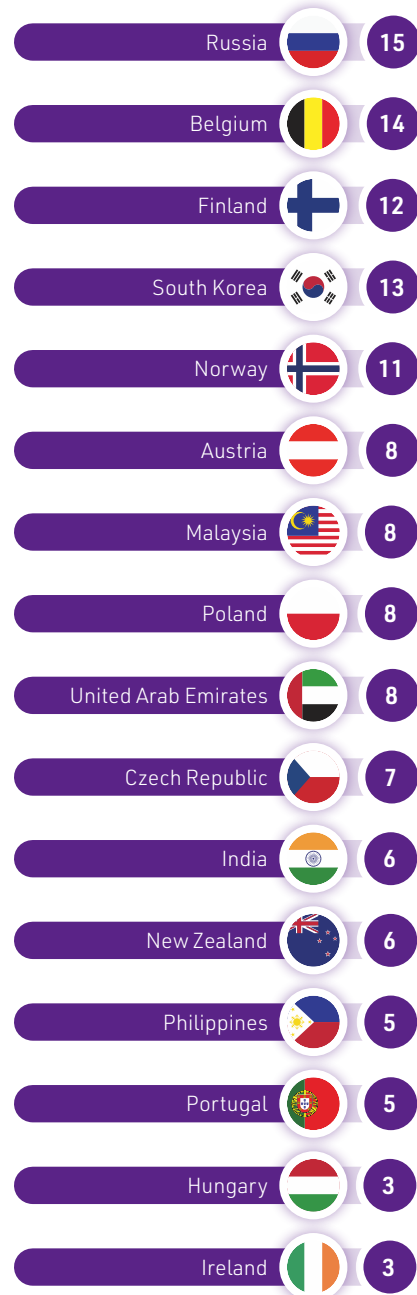 Russia 15
Belgium 14
Finland 12
South Korea 13
Norway 11
Austria 8
Malaysia 8
Poland 8
United Arab Emirates 8
Czech Republic 7
India 6
New Zealand 6
Philippines 5
Portugal 5
Hungary 3
Ireland 3